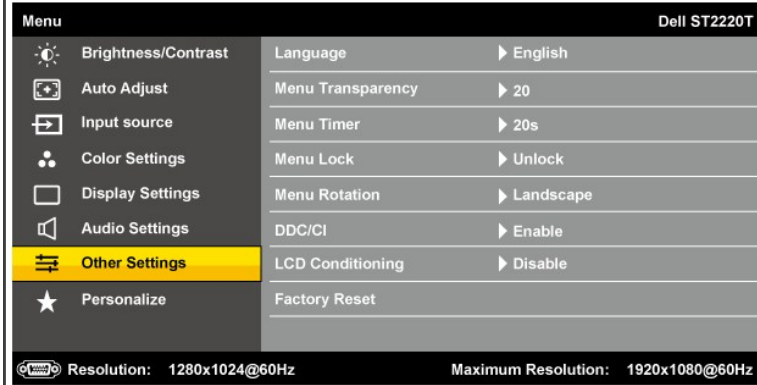 Menu Dell ST2220T
Brightness/Contrast Language English
Auto Adjust Menu Transparency 20
Input source Menu Timer 20s
Color Settings Menu Lock Unlock
Display Settings Menu Rotation Landscape
Audio Settings DDC/CI Enable
Other Settings LCD Conditioning Disable
Personalize Factory Reset
Resolution: 1280x1024@60Hz Maximum Resolution: 1920x1080@60Hz